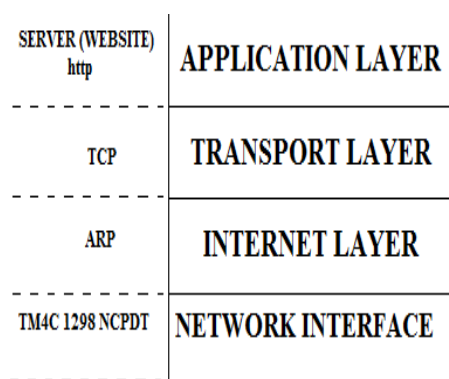 SERVER (WEBSITE)
http
APPLICATION LAYER
TCP
TRANSPORT LAYER
ARP
INTERNET LAYER
TM4C 1298 NCPDT
NETWORK INTERFACE